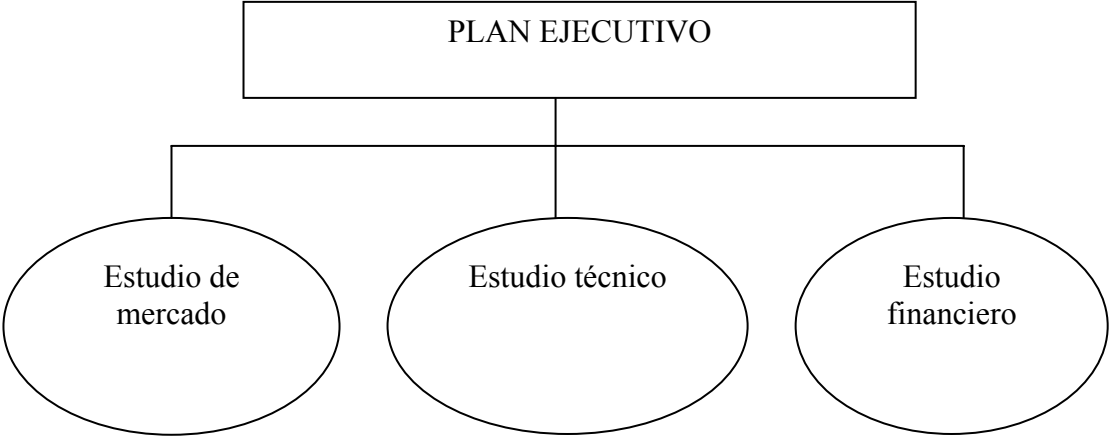 PLAN EJECUTIVO
Estudio de
mercado
Estudio técnico
Estudio
financiero